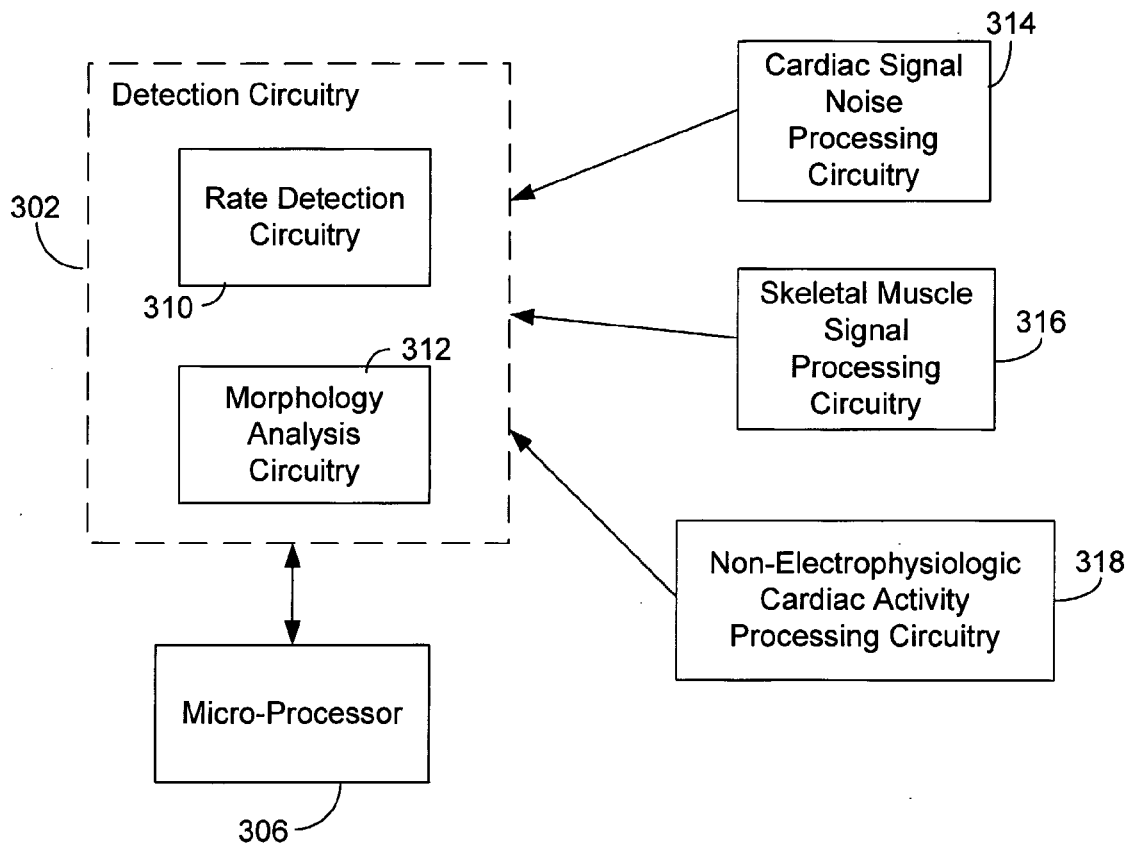 314
Cardiac Signal
Noise
Processing
Circuitry
Detection Circuitry
302
Rate Detection
Circuitry
310
Skeletal Muscle
Signal
Processing
Circuitry
316
312
Morphology
Analysis
Circuitry
Non-Electrophysiologic
Cardiac Activity
Processing Circuitry
318
Micro-Processor
306